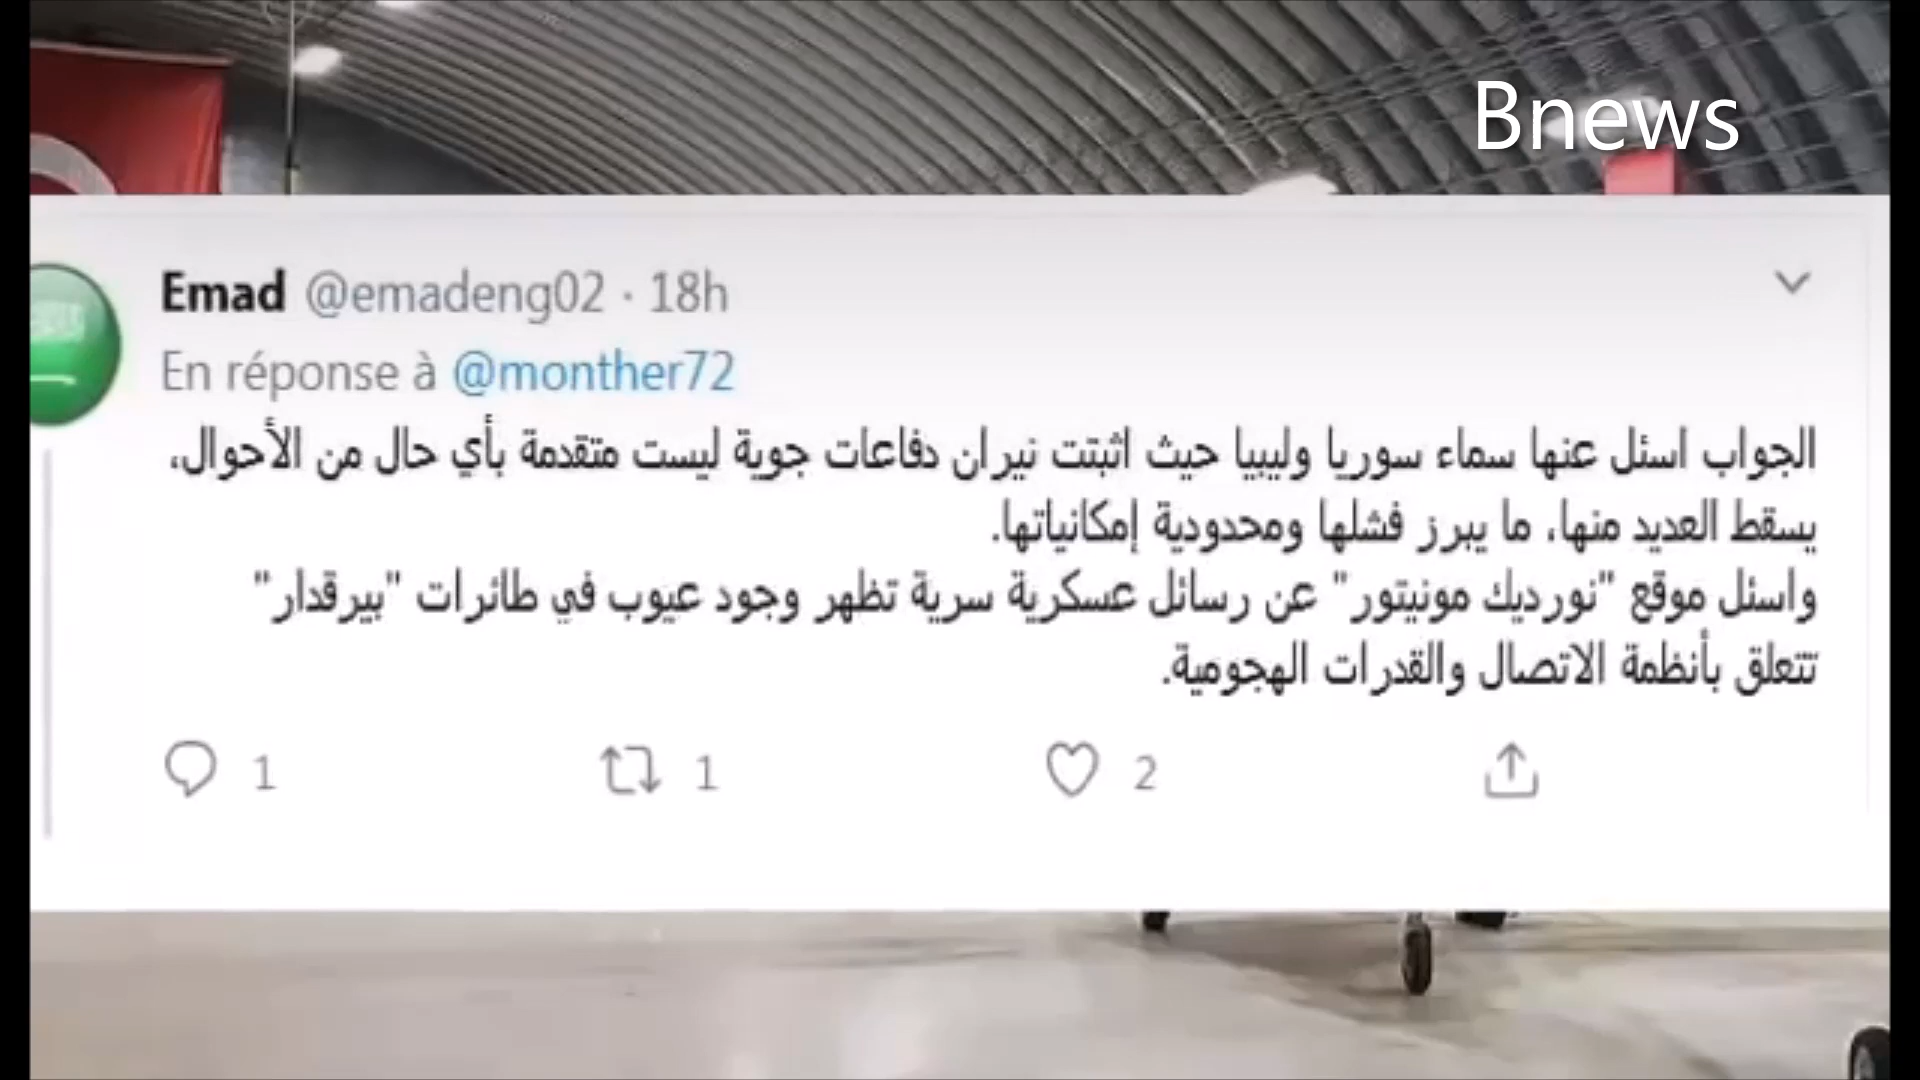 Bnews
Emad @emadeng02 · 18h
En réponse à @monther72
الجواب اسئل عنها سماء سوريا وليبيا حيث اثبتت نيران دفاعات جوية ليست متقدمة بأي حال من الأحوال،
يسقط العديد منها، ما يبرز فشلها ومحدودية إمكانياتها.
واسئل موقع "نورديك مونيتور" عن رسائل عسكرية سرية تظهر وجود عيوب في طائرات "بيرقدار"
تتعلق بأنظمة الاتصال والقدرات الهجومية.
1 1 2